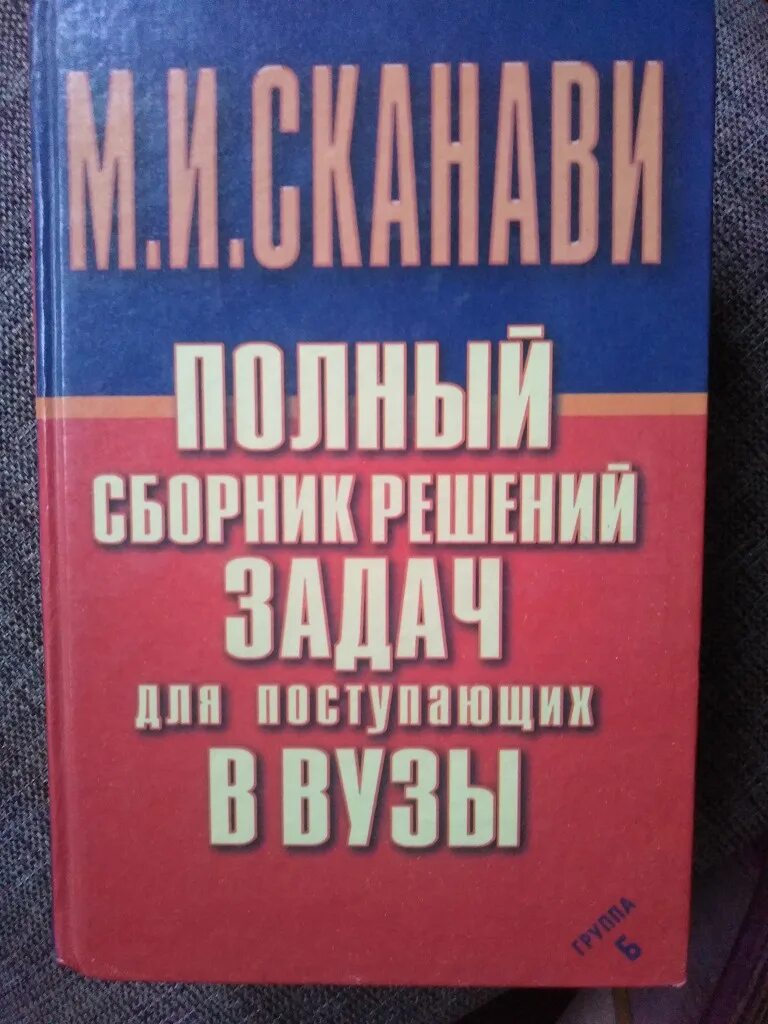 М.И.СКАНАВИ
ПОЛНЫЙ
СБОРНИК РЕШЕНИЙ
ЗАДАЧ
для поступающих
В ВУЗЫ
ГРУППА
Б